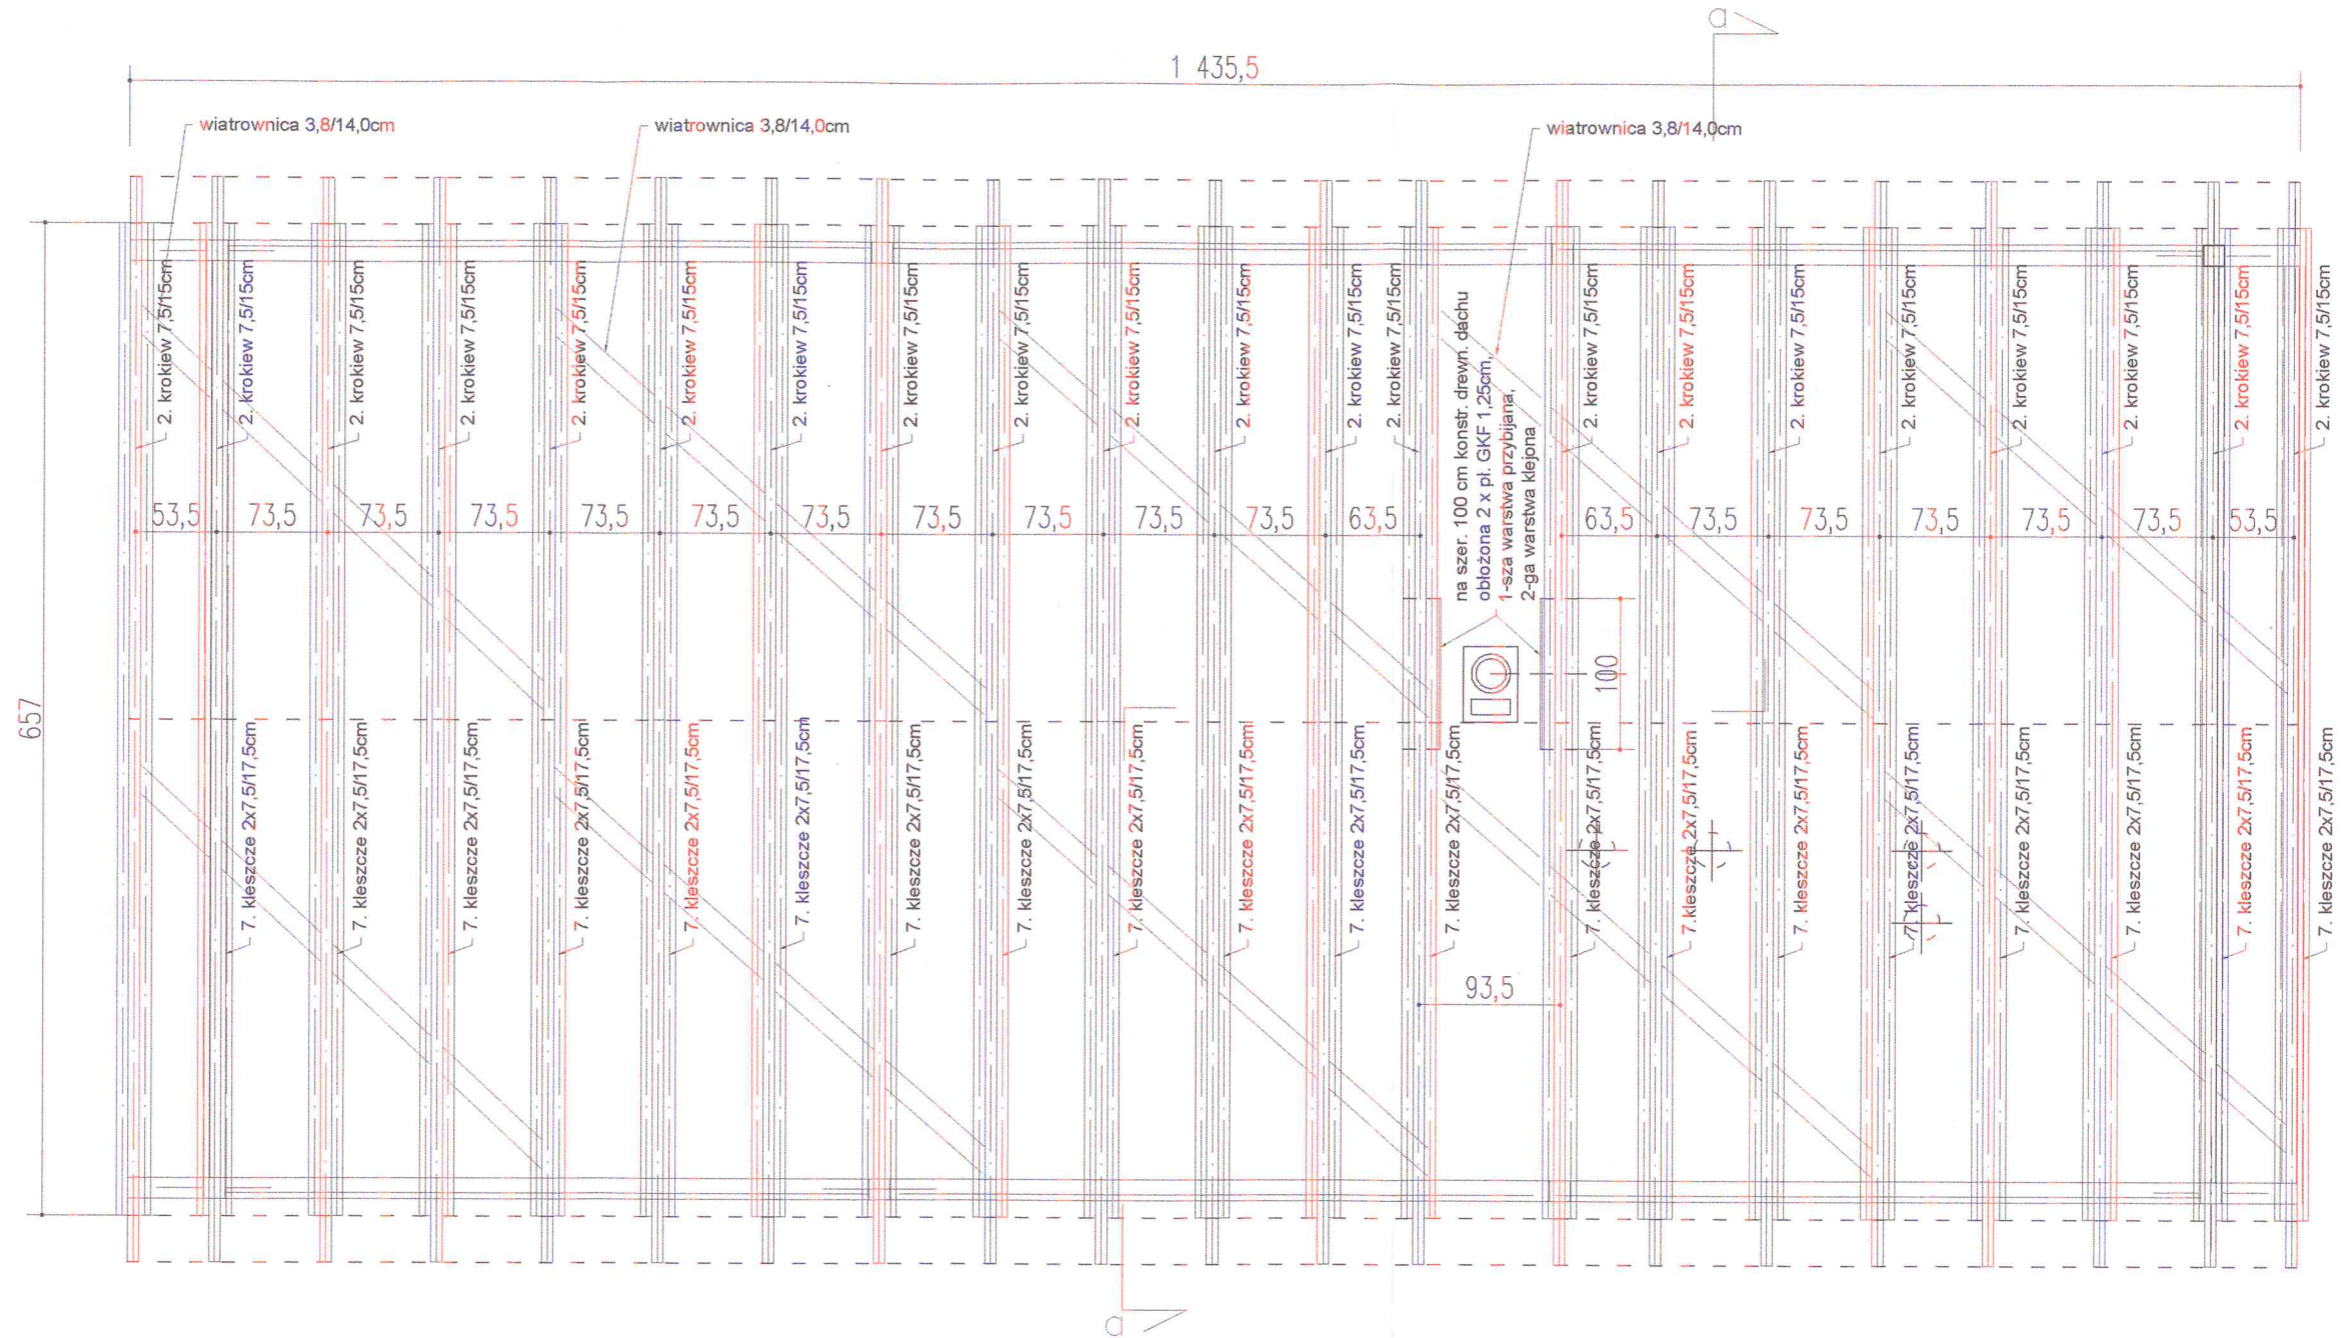 a
1 435,5
wiatrownica 3,8/14,0cm
wiatrownica 3,8/14,0cm
wiatrownica 3,8/14,0cm
2. krokiew 7,5/15cm
2. krokiew 7,5/15cm
2. krokiew 7,5/15cm
2. krokiew 7,5/15cm
2. krokiew 7,5/15cm
2. krokiew 7,5/15cm
2. krokiew 7,5/15cm
2. krokiew 7,5/15cm
2. krokiew 7,5/15cm
2. krokiew 7,5/15cm
2. krokiew 7,5/15cm
2. krokiew 7,5/15cm
2. krokiew 7,5/15cm
na szer. 100 cm konstr. drewn. dachu
obłożona 2 x pł. GKF 1,25cm,
1-sza warstwa przybijana,
2-ga warstwa klejona
2. krokiew 7,5/15cm
2. krokiew 7,5/15cm
2. krokiew 7,5/15cm
2. krokiew 7,5/15cm
2. krokiew 7,5/15cm
2. krokiew 7,5/15cm
2. krokiew 7,5/15cm
2. krokiew 7,5/15cm
53,5
73,5
73,5
73,5
73,5
73,5
73,5
73,5
73,5
73,5
73,5
63,5
63,5
73,5
73,5
73,5
73,5
73,5
53,5
100
657
7. kleszcze 2x7,5/17,5cm
7. kleszcze 2x7,5/17,5cm
7. kleszcze 2x7,5/17,5cm
7. kleszcze 2x7,5/17,5cm
7. kleszcze 2x7,5/17,5cm
7. kleszcze 2x7,5/17,5cm
7. kleszcze 2x7,5/17,5cm
7. kleszcze 2x7,5/17,5cm
7. kleszcze 2x7,5/17,5cm
7. kleszcze 2x7,5/17,5cm
7. kleszcze 2x7,5/17,5cm
7. kleszcze 2x7,5/17,5cm
7. kleszcze 2x7,5/17,5cm
7.kleszcze 2x7,5/17,5cm
7. kleszcze 2x7,5/17,5cm
7. kleszcze 2x7,5/17,5cm
7. kleszcze 2x7,5/17,5cm
7. kleszcze 2x7,5/17,5cm
7. kleszcze 2x7,5/17,5cm
7. kleszcze 2x7,5/17,5cm
93,5
a